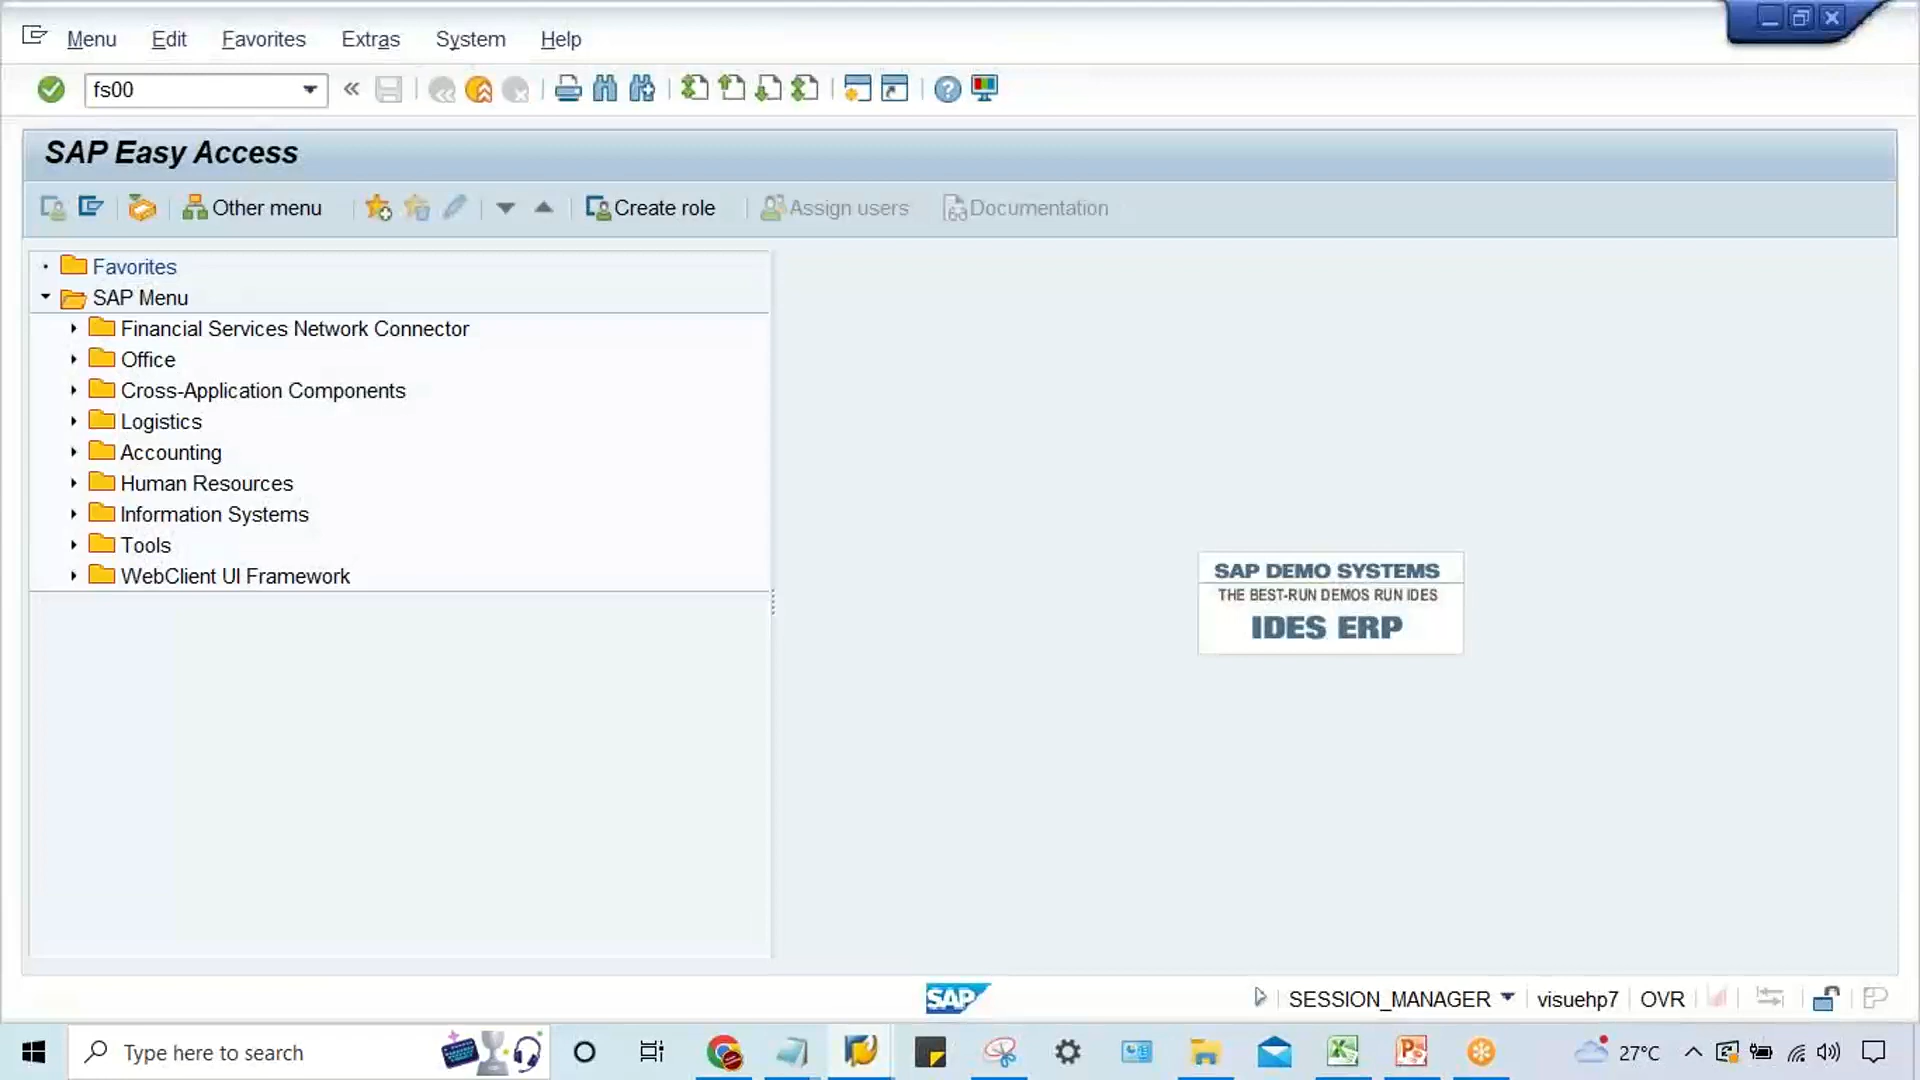 Menu Edit Favorites Extras System Help
fs00
SAP Easy Access
Other menu Create role Assign users Documentation
Favorites
SAP Menu
Financial Services Network Connector
Office
Cross-Application Components
Logistics
Accounting
Human Resources
Information Systems
Tools
WebClient UI Framework
SAP DEMO SYSTEMS
THE BEST-RUN DEMOS RUN IDES
IDES ERP
SAP
SESSION_MANAGER visuehp7 OVR
Type here to search
27°C